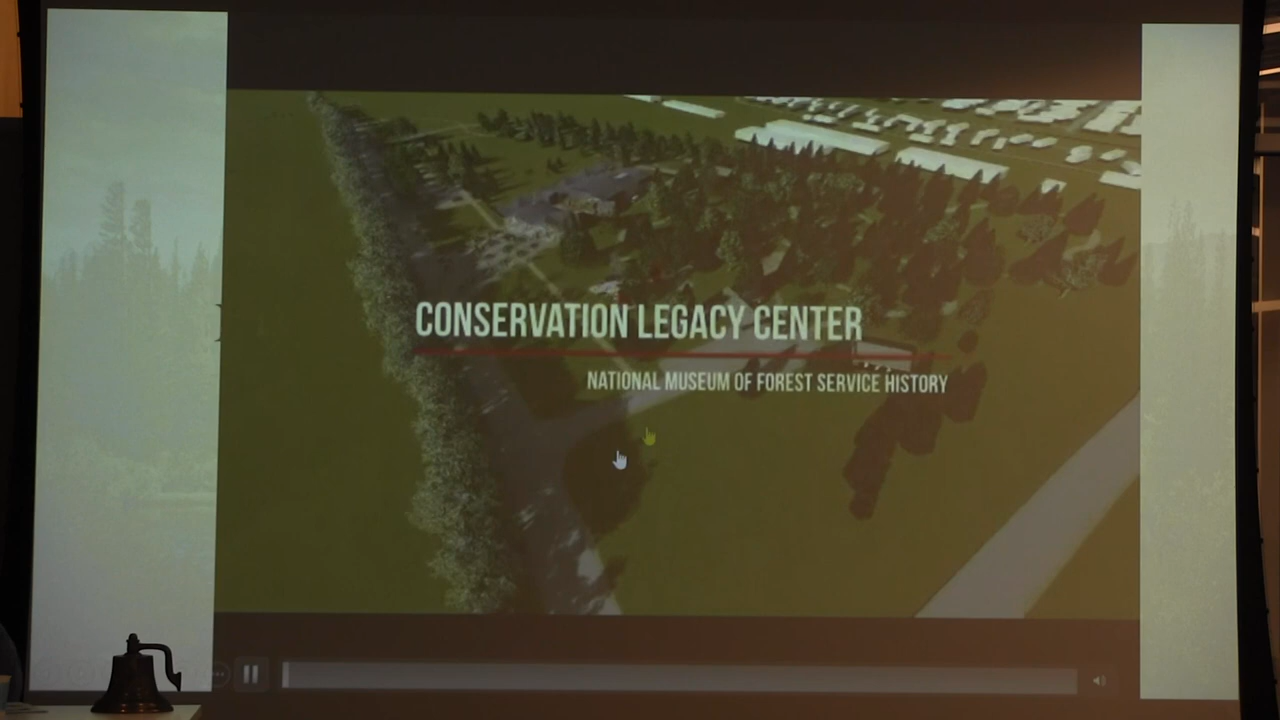 CONSERVATION LEGACY CENTER
NATIONAL MUSEUM OF FOREST SERVICE HISTORY